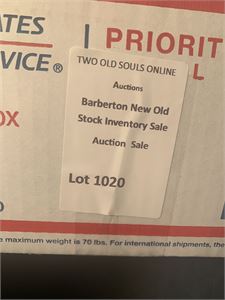 ATES
VICE®
PRIORIT
L
TWO OLD SOULS ONLINE
Auctions
Barberton New Old
Stock Inventory Sale
Auction Sale
Lot 1020
OX
maximum weight is 70 lbs. For international shipments, the